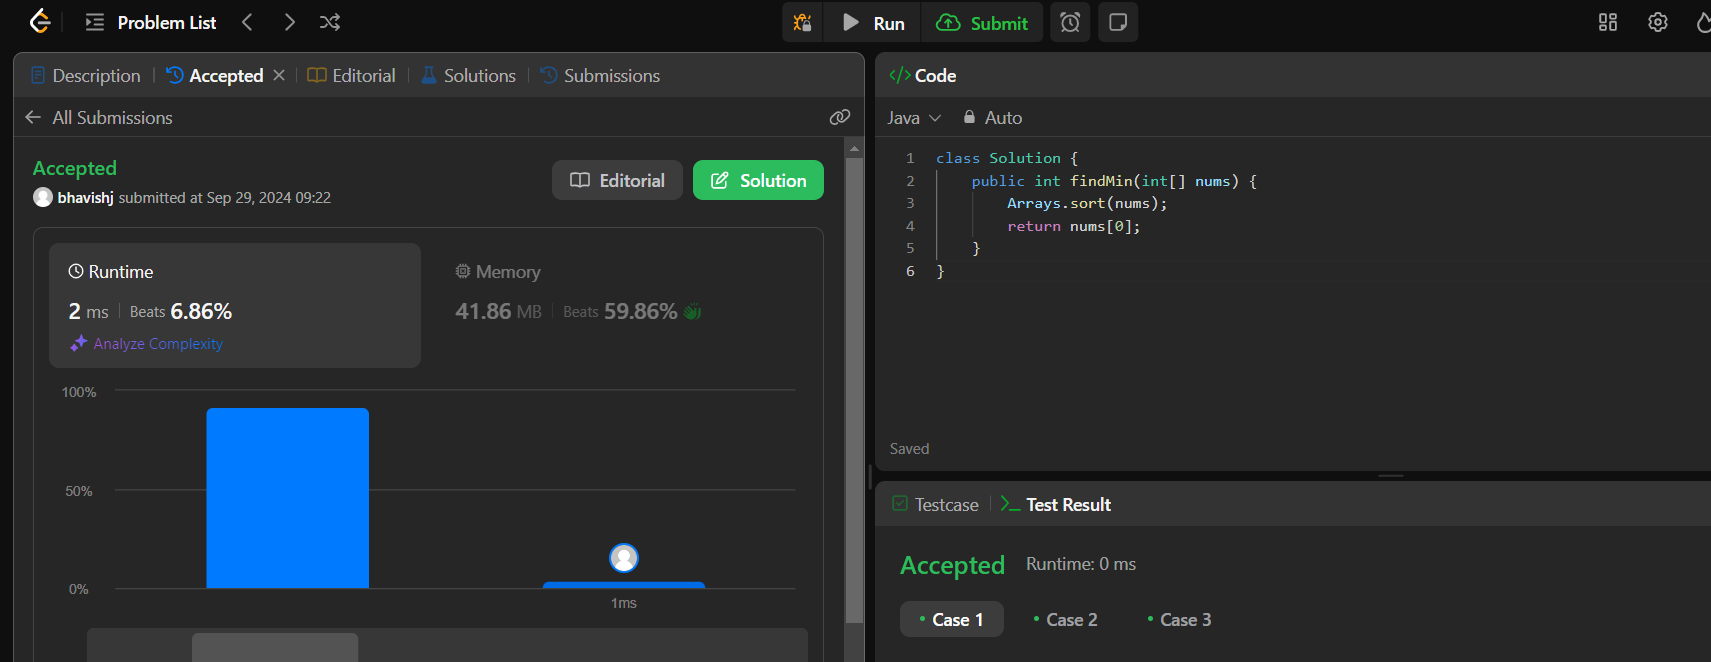 Problem List
Run
Submit
Description
Accepted
Editorial
Solutions
Submissions
All Submissions
Accepted
bhavishj submitted at Sep 29, 2024 09:22
Editorial
Solution
Runtime
2 ms
Beats 6.86%
Analyze Complexity
Memory
41.86 MB
Beats 59.86%
100%
50%
0%
1ms
</> Code
Java
Auto
1 class Solution {
2 public int findMin(int[] nums) {
3 Arrays.sort(nums);
4 return nums[0];
5 }
6 }
Saved
Testcase
Test Result
Accepted
Runtime: 0 ms
Case 1
Case 2
Case 3